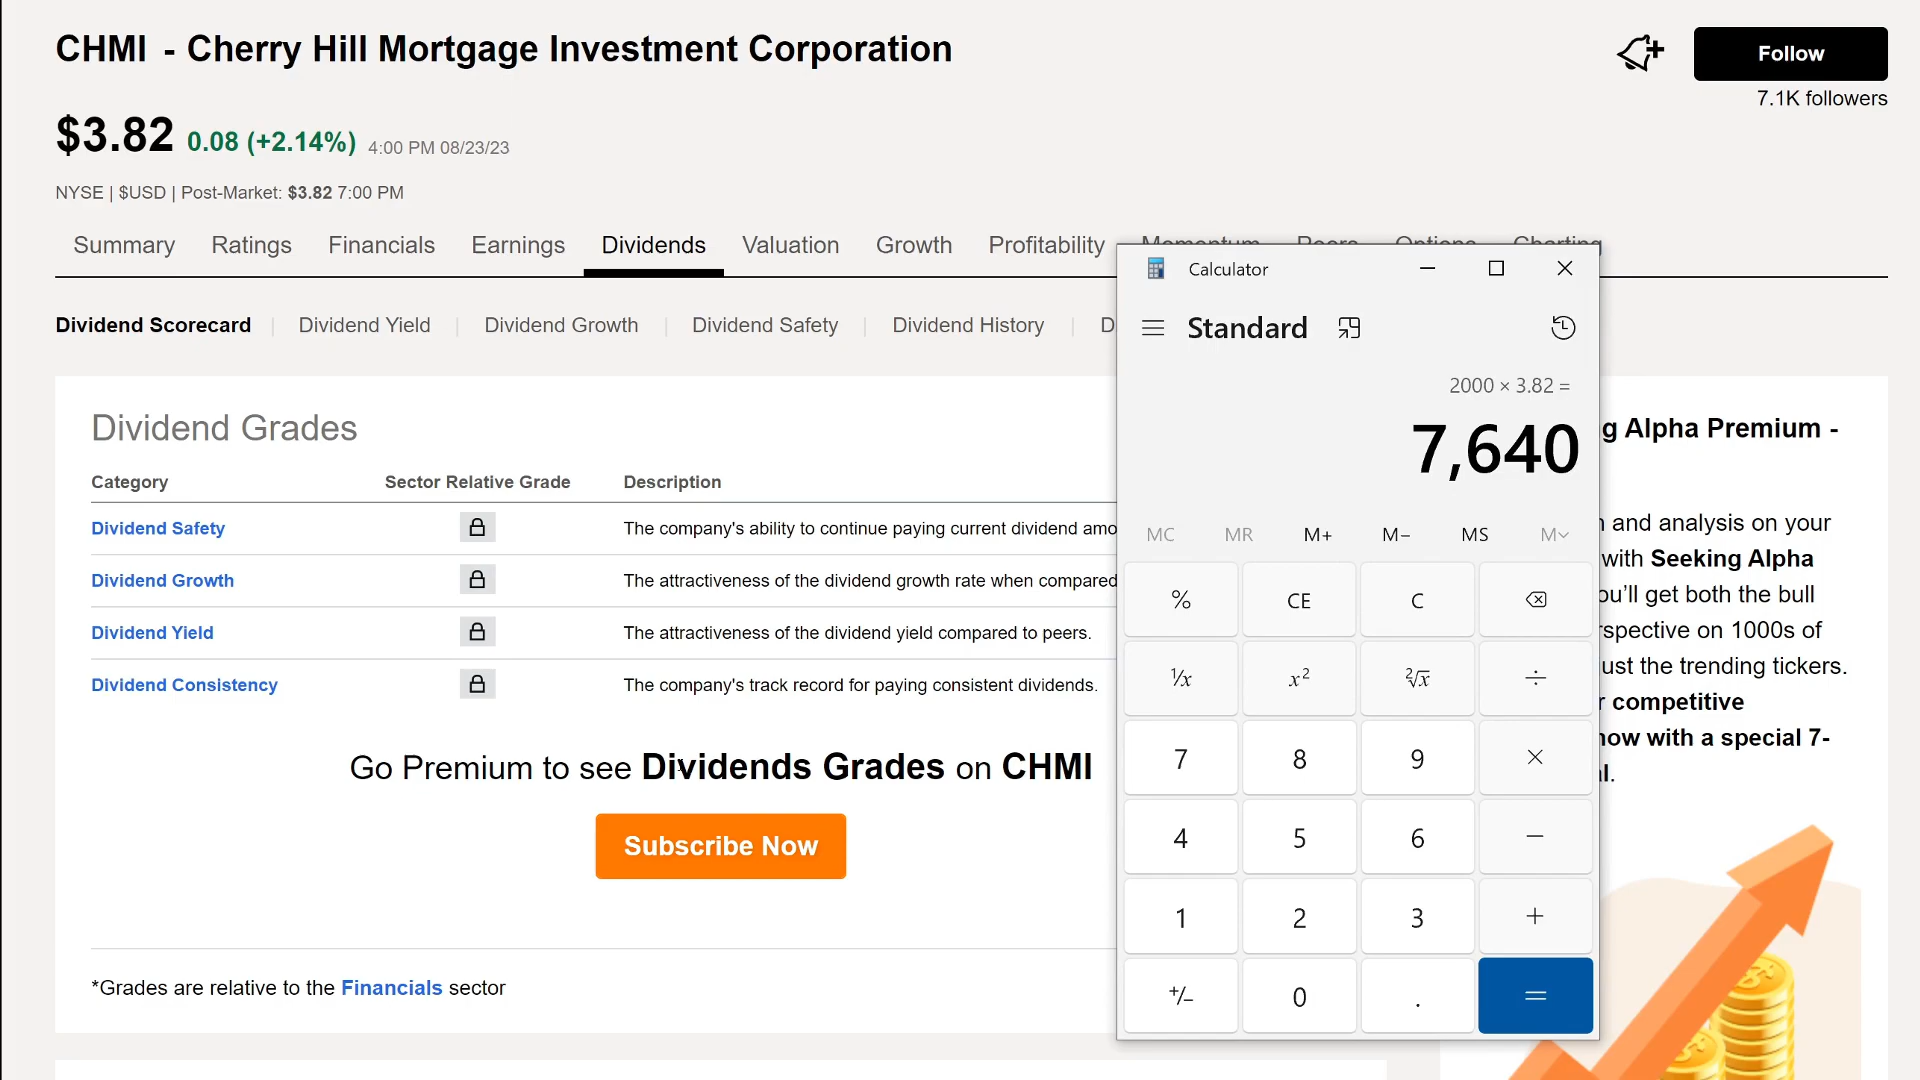 CHMI - Cherry Hill Mortgage Investment Corporation
Follow
7.1K followers
$3.82 0.08 (+2.14%) 4:00 PM 08/23/23
NYSE | $USD | Post-Market: $3.82 7:00 PM
Summary Ratings Financials Earnings Dividends Valuation Growth Profitability Momentum Peers Options Charting
Dividend Scorecard | Dividend Yield | Dividend Growth | Dividend Safety | Dividend History | D
Dividend Grades
Category Sector Relative Grade Description
Dividend Safety The company's ability to continue paying current dividend amo
Dividend Growth The attractiveness of the dividend growth rate when compared
Dividend Yield The attractiveness of the dividend yield compared to peers.
Dividend Consistency The company's track record for paying consistent dividends.
Go Premium to see Dividends Grades on CHMI
Subscribe Now
*Grades are relative to the Financials sector
Calculator
Standard
2000 × 3.82 =
7,640
MC MR M+ M− MS M
% CE C
⅟x x² ²√x ÷
7 8 9 ×
4 5 6 −
1 2 3 +
+/− 0 . =
g Alpha Premium -
and analysis on your
with Seeking Alpha
ou'll get both the bull
rspective on 1000s of
ust the trending tickers.
r competitive
now with a special 7-
l.